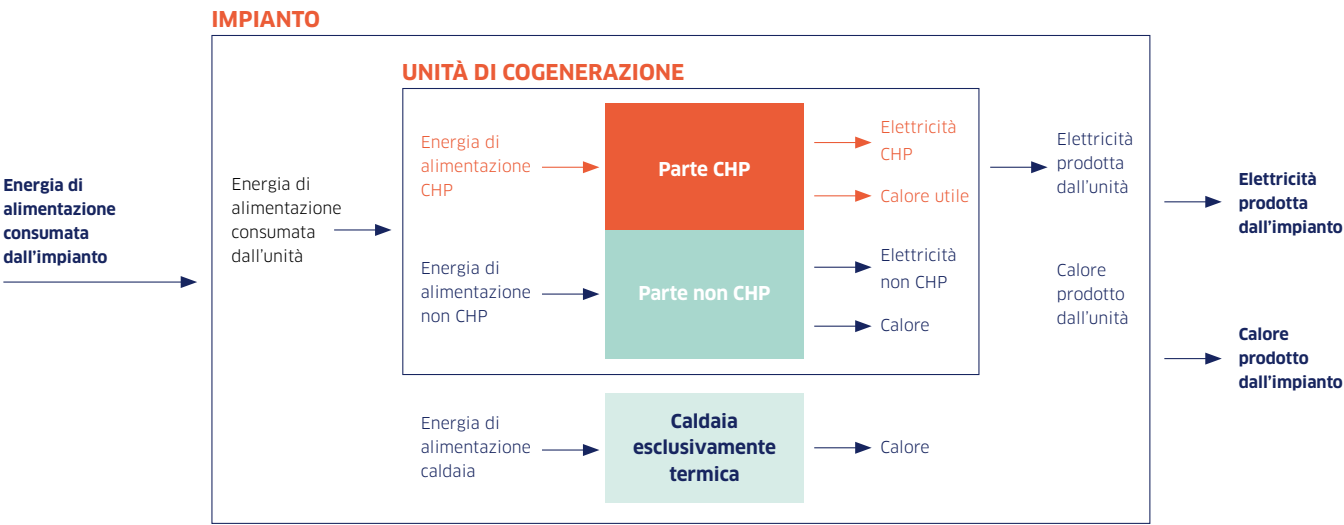 IMPIANTO
UNITÀ DI COGENERAZIONE
Energia di
alimentazione
consumata
dall'impianto
Energia di
alimentazione
consumata
dall'unità
Energia di
alimentazione
CHP
Parte CHP
Elettricità
CHP
Calore utile
Energia di
alimentazione
non CHP
Parte non CHP
Elettricità
non CHP
Calore
Elettricità
prodotta
dall'unità
Calore
prodotto
dall'unità
Elettricità
prodotta
dall'impianto
Calore
prodotto
dall'impianto
Energia di
alimentazione
caldaia
Caldaia
esclusivamente
termica
Calore